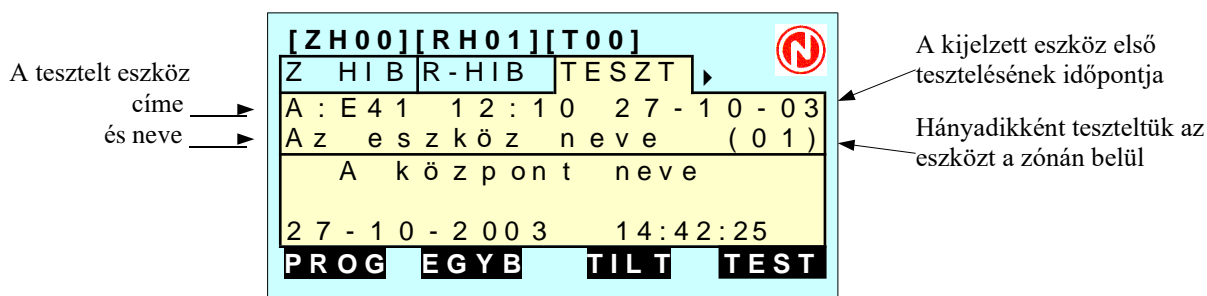 A tesztelt eszköz
címe
és neve
[ZH00][RH01][T00]
Z HIB R-HIB TESZT
A:E41 12:10 27-10-03
Az eszköz neve (01)
A központ neve
27-10-2003 14:42:25
PROG EGYB TILT TEST
N
A kijelzett eszköz első
tesztelésének időpontja
Hányadikként teszteltük az
eszközt a zónán belül